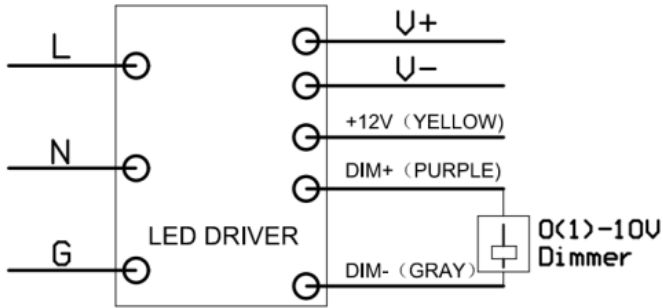 L
N
G
LED DRIVER
V+
V-
+12V（YELLOW)
DIM+（PURPLE)
DIM-（GRAY)
0(1)-10V
Dimmer